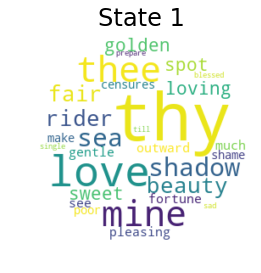 State 1
golden
prepare
thee
spot
blessed
censures
fair
loving
rider
thy
make
sea
till
outward
much
single
gentle
love
shadow
shame
sweet
beauty
see
mine
fortune
poor
sad
pleasing